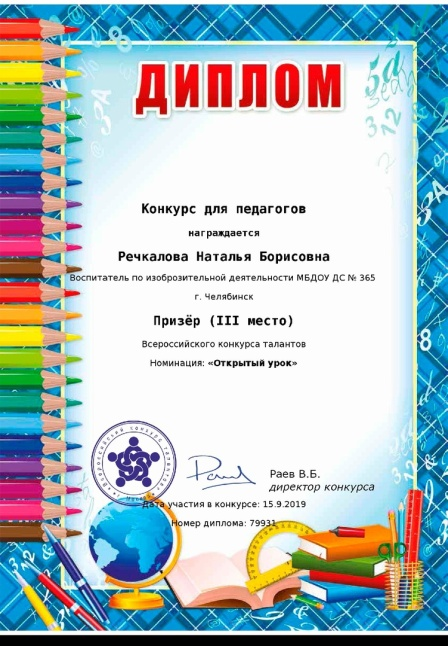 ДИПЛОМ
Конкурс для педагогов
награждается
Речкалова Наталья Борисовна
Воспитатель по изобрзительной деятельности МБДОУ ДС № 365
г. Челябинск
Призёр (III место)
Всероссийского конкурса талантов
Номинация: «Открытый урок»
Раев В.Б.
директор конкурса
Дата участия в конкурсе: 15.9.2019
Номер диплома: 79931